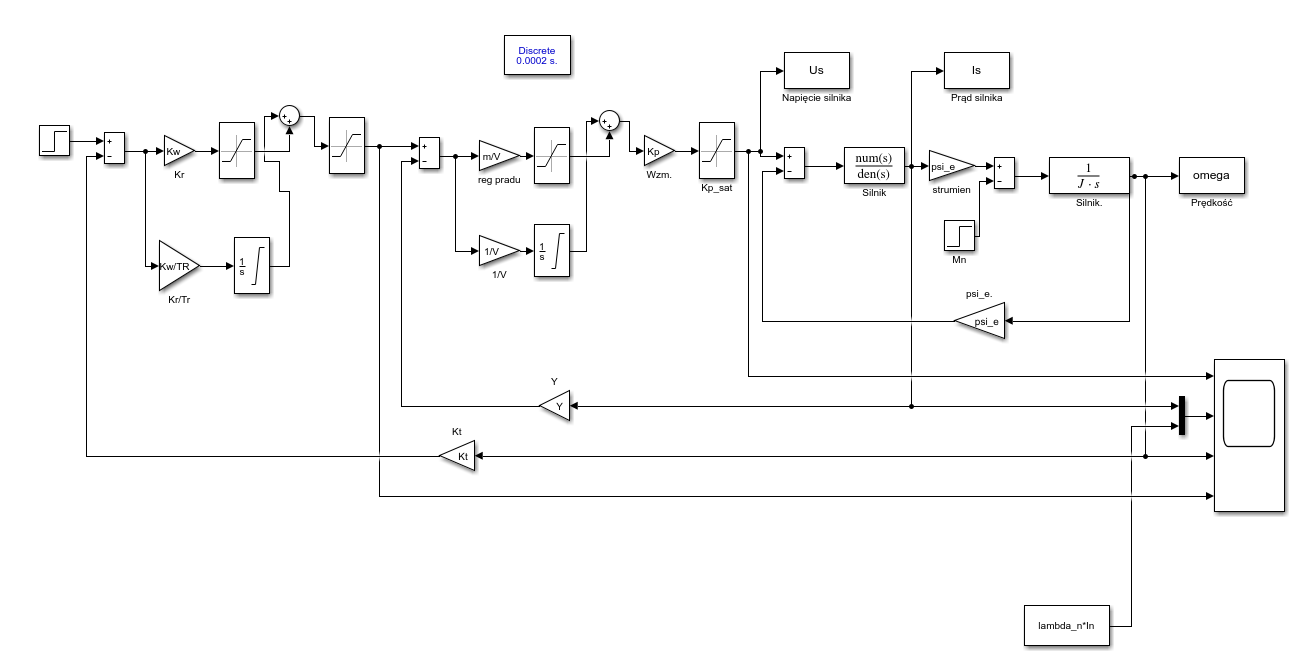 Discrete
0.0002 s.
Us
Napięcie silnika
Is
Prąd silnika
+
−
Kw
Kr
+
+
+
−
m/V
reg pradu
+
+
Kp
Wzm.
Kp_sat
+
−
num(s)
den(s)
Silnik
psi_e
strumien
+
−
1
J · s
Silnik.
omega
Prędkość
Mn
Kw/TR
Kr/Tr
1
s
1/V
1/V
1
s
psi_e.
psi_e
Y
Y
Kt
Kt
lambda_n*In